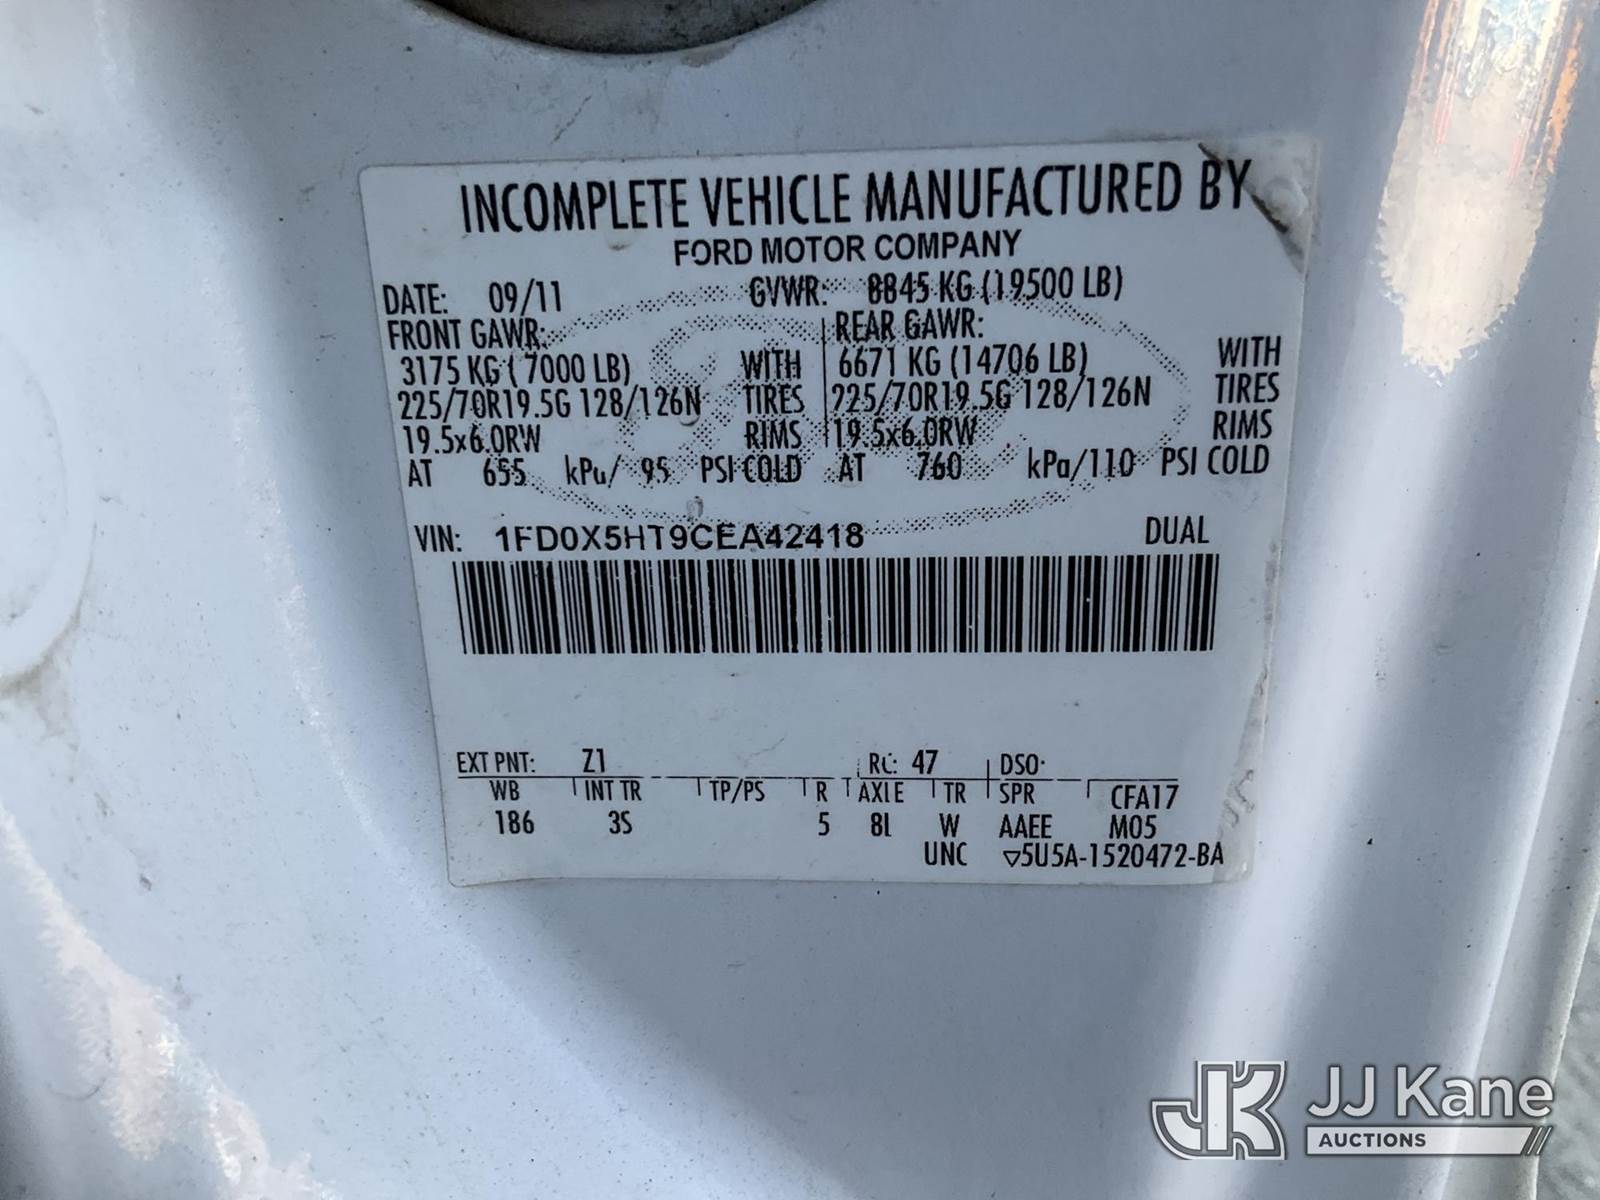 INCOMPLETE VEHICLE MANUFACTURED BY
FORD MOTOR COMPANY
DATE: 09/11 GVWR: 8845 KG (19500 LB)
FRONT GAWR: REAR GAWR:
3175 KG ( 7000 LB) WITH 6671 KG (14706 LB) WITH
225/70R19.5G 128/126N TIRES 225/70R19.5G 128/126N TIRES
19.5x6.0RW RIMS 19.5x6.0RW RIMS
AT 655 kPa/ 95 PSI COLD AT 760 kPa/110 PSI COLD
VIN: 1FD0X5HT9CEA42418 DUAL
EXT PNT: Z1 RC: 47 DSO:
WB INT TR TP/PS R AXLE TR SPR CFA17
186 3S 5 8L W AAEE M05
UNC ▽5U5A-1520472-BA
JK JJ Kane
AUCTIONS